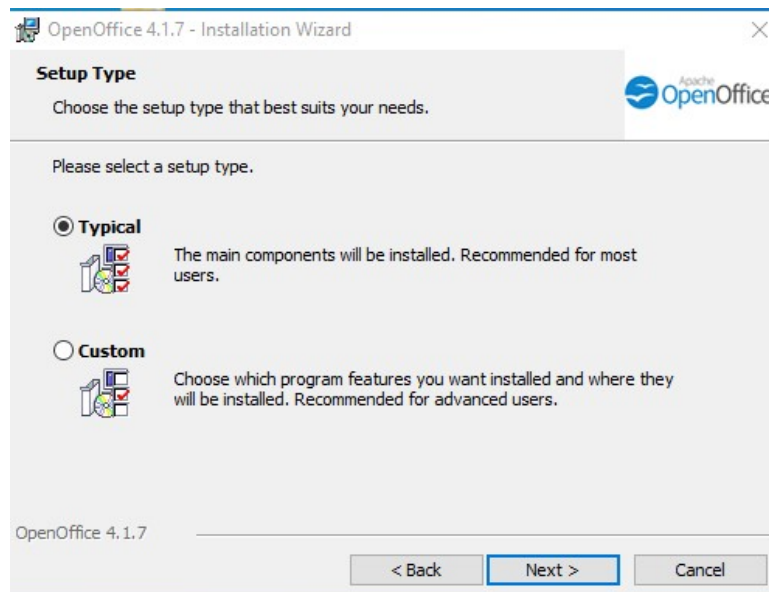 OpenOffice 4.1.7 - Installation Wizard
Setup Type
Choose the setup type that best suits your needs.
Apache
OpenOffice
Please select a setup type.
Typical
The main components will be installed. Recommended for most
users.
Custom
Choose which program features you want installed and where they
will be installed. Recommended for advanced users.
OpenOffice 4.1.7
< Back
Next >
Cancel